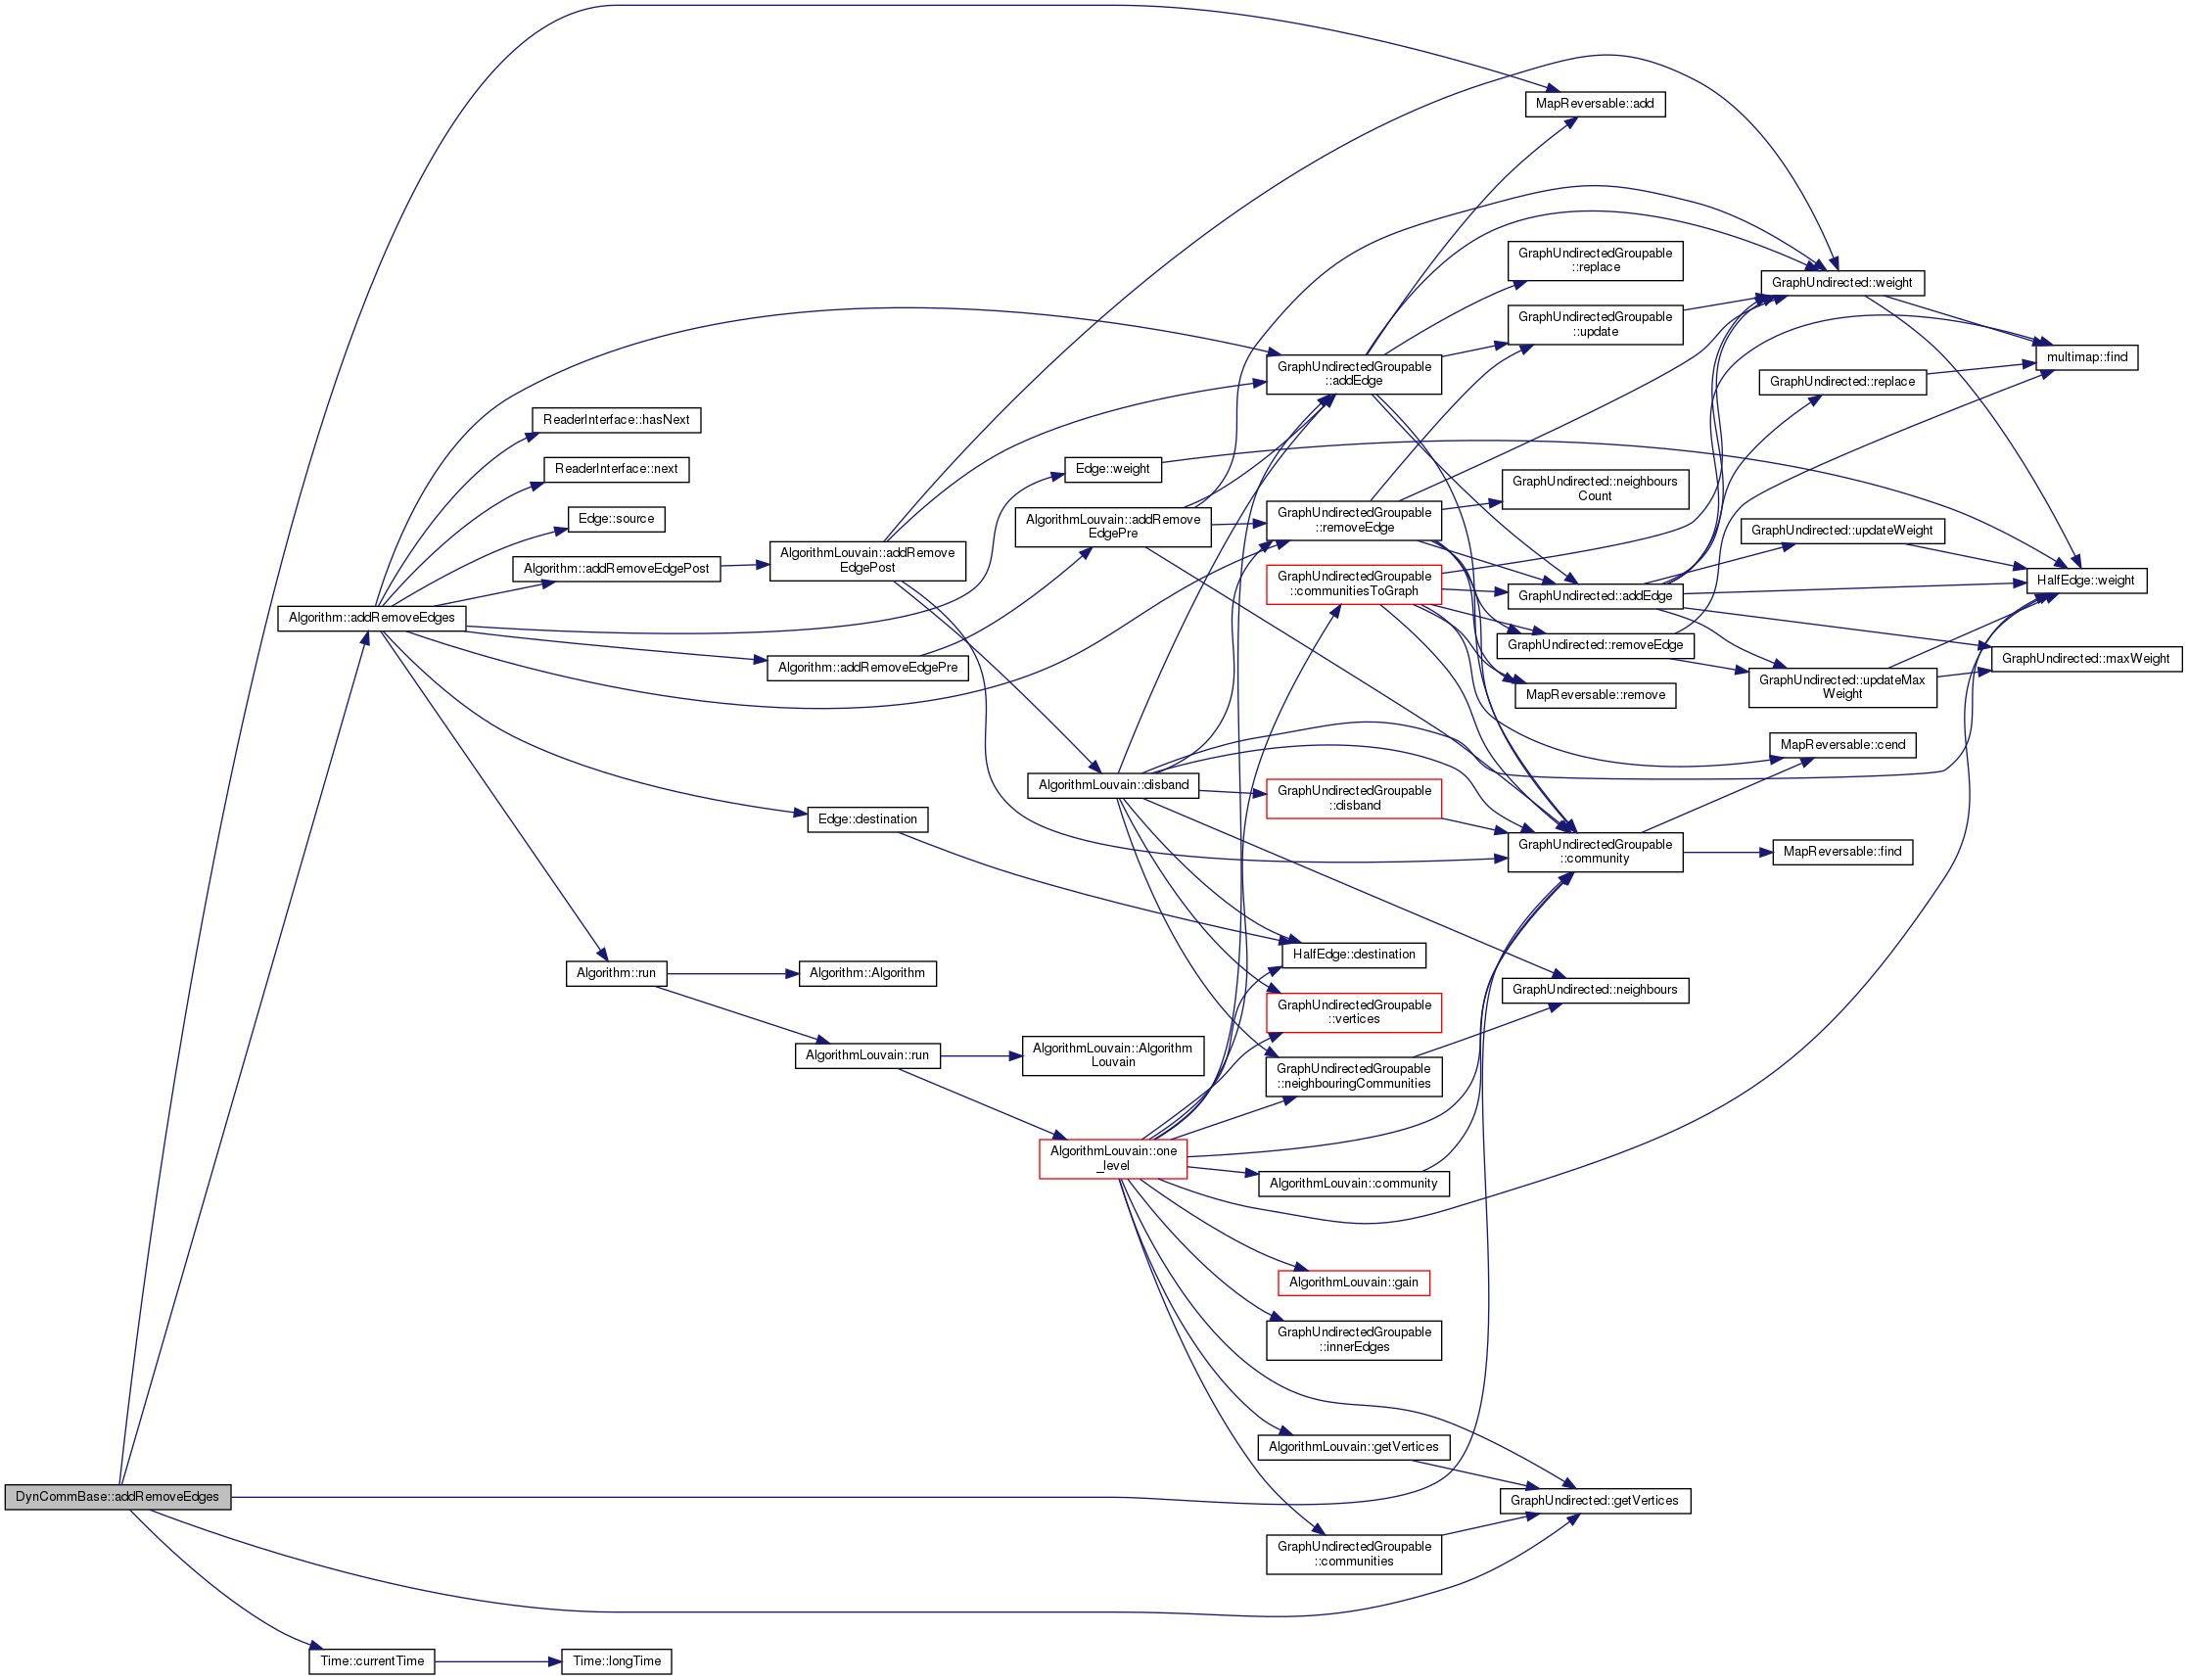 MapReversable::add
GraphUndirectedGroupable
::replace
GraphUndirected::weight
GraphUndirectedGroupable
::update
multimap::find
GraphUndirectedGroupable
::addEdge
GraphUndirected::replace
ReaderInterface::hasNext
ReaderInterface::next
Edge::weight
GraphUndirected::neighbours
Count
Edge::source
AlgorithmLouvain::addRemove
EdgePre
GraphUndirectedGroupable
::removeEdge
GraphUndirected::updateWeight
AlgorithmLouvain::addRemove
EdgePost
Algorithm::addRemoveEdgePost
GraphUndirectedGroupable
::communitiesToGraph
GraphUndirected::addEdge
HalfEdge::weight
Algorithm::addRemoveEdges
GraphUndirected::removeEdge
GraphUndirected::maxWeight
Algorithm::addRemoveEdgePre
GraphUndirected::updateMax
Weight
MapReversable::remove
MapReversable::cend
AlgorithmLouvain::disband
GraphUndirectedGroupable
::disband
Edge::destination
GraphUndirectedGroupable
::community
MapReversable::find
HalfEdge::destination
Algorithm::run
Algorithm::Algorithm
GraphUndirected::neighbours
GraphUndirectedGroupable
::vertices
AlgorithmLouvain::run
AlgorithmLouvain::Algorithm
Louvain
GraphUndirectedGroupable
::neighbouringCommunities
AlgorithmLouvain::one
_level
AlgorithmLouvain::community
AlgorithmLouvain::gain
GraphUndirectedGroupable
::innerEdges
AlgorithmLouvain::getVertices
DynCommBase::addRemoveEdges
GraphUndirected::getVertices
GraphUndirectedGroupable
::communities
Time::currentTime
Time::longTime